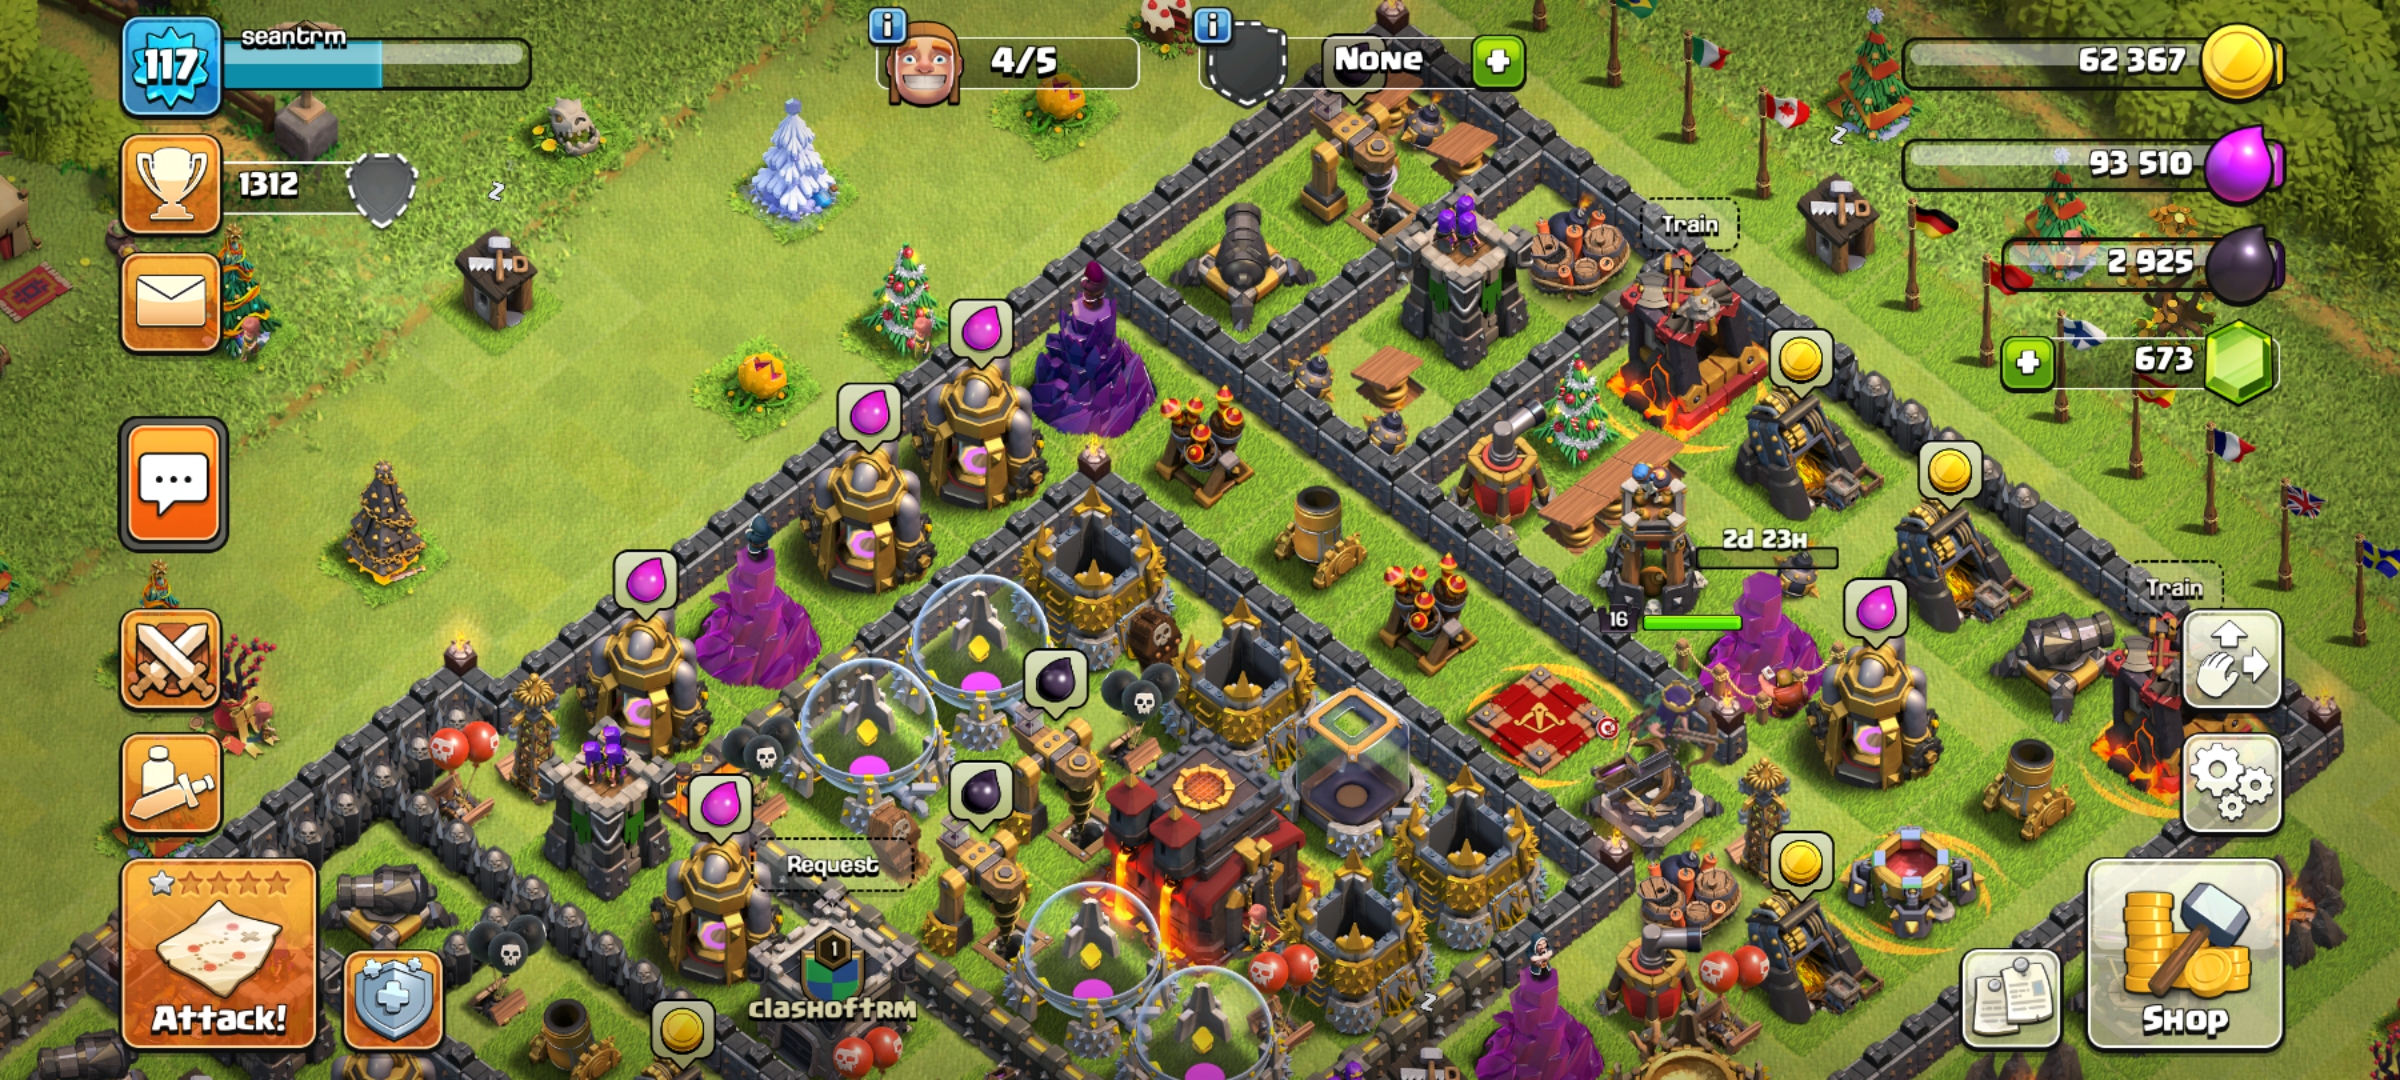 117
seantrm
4/5
None
62 367
1312
93 510
Train
2 925
673
2d 23h
Train
16
Request
1
clashoftrm
Attack!
Shop